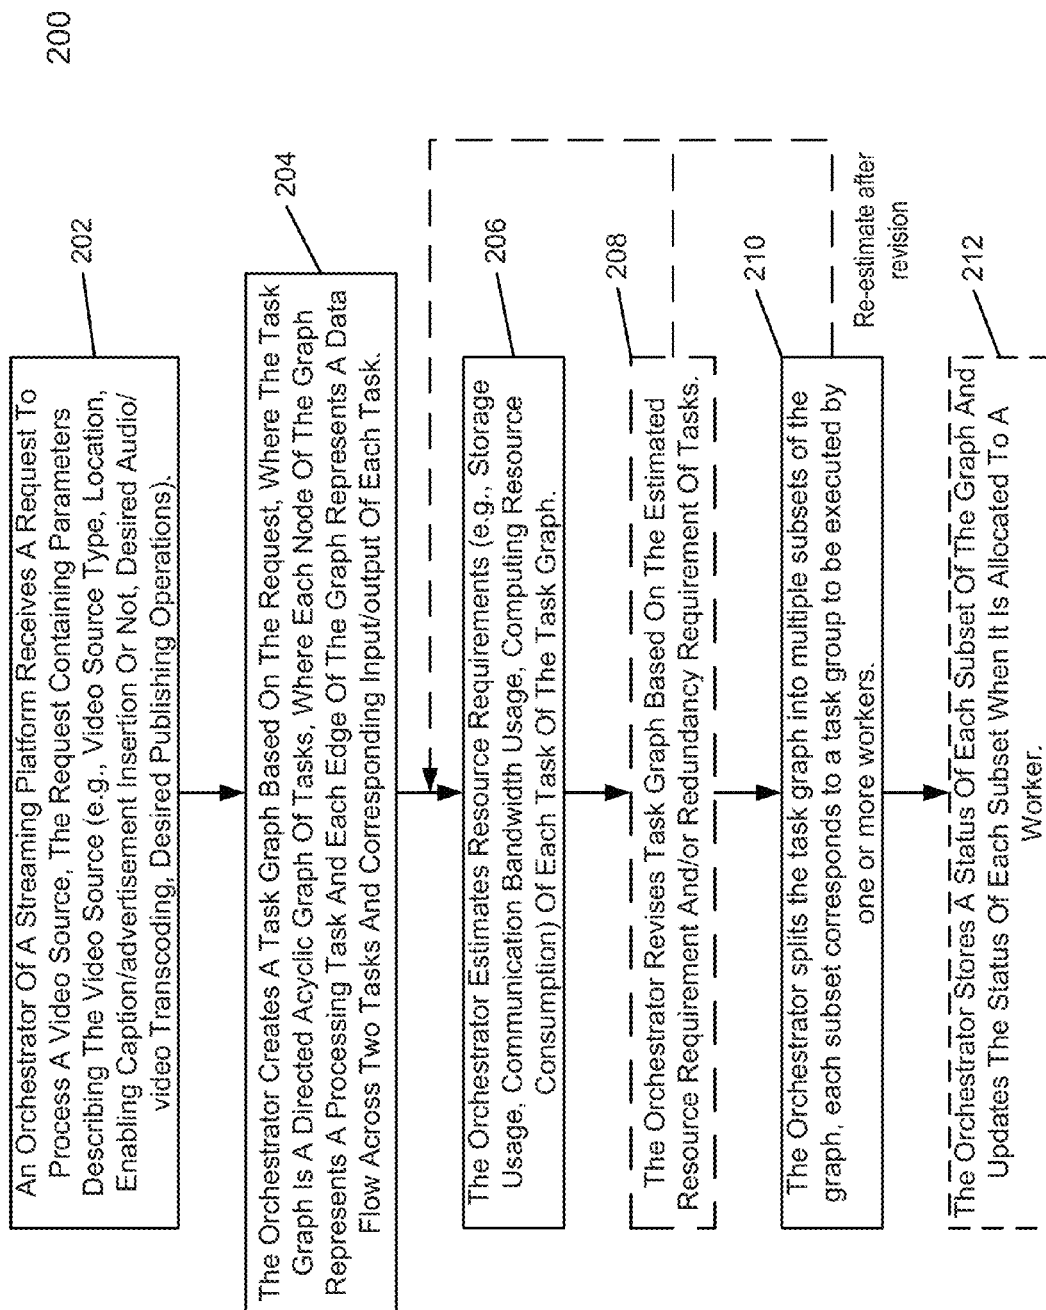 200
202
An Orchestrator Of A Streaming Platform Receives A Request To
Process A Video Source, The Request Containing Parameters
Describing The Video Source (e.g., Video Source Type, Location,
Enabling Caption/advertisement Insertion Or Not, Desired Audio/
video Transcoding, Desired Publishing Operations).
204
The Orchestrator Creates A Task Graph Based On The Request, Where The Task
Graph Is A Directed Acyclic Graph Of Tasks, Where Each Node Of The Graph
Represents A Processing Task And Each Edge Of The Graph Represents A Data
Flow Across Two Tasks And Corresponding Input/output Of Each Task.
206
The Orchestrator Estimates Resource Requirements (e.g., Storage
Usage, Communication Bandwidth Usage, Computing Resource
Consumption) Of Each Task Of The Task Graph.
208
The Orchestrator Revises Task Graph Based On The Estimated
Resource Requirement And/or Redundancy Requirement Of Tasks.
210
The Orchestrator splits the task graph into multiple subsets of the
graph, each subset corresponds to a task group to be executed by
one or more workers.
Re-estimate after
revision
212
The Orchestrator Stores A Status Of Each Subset Of The Graph And
Updates The Status Of Each Subset When It Is Allocated To A
Worker.